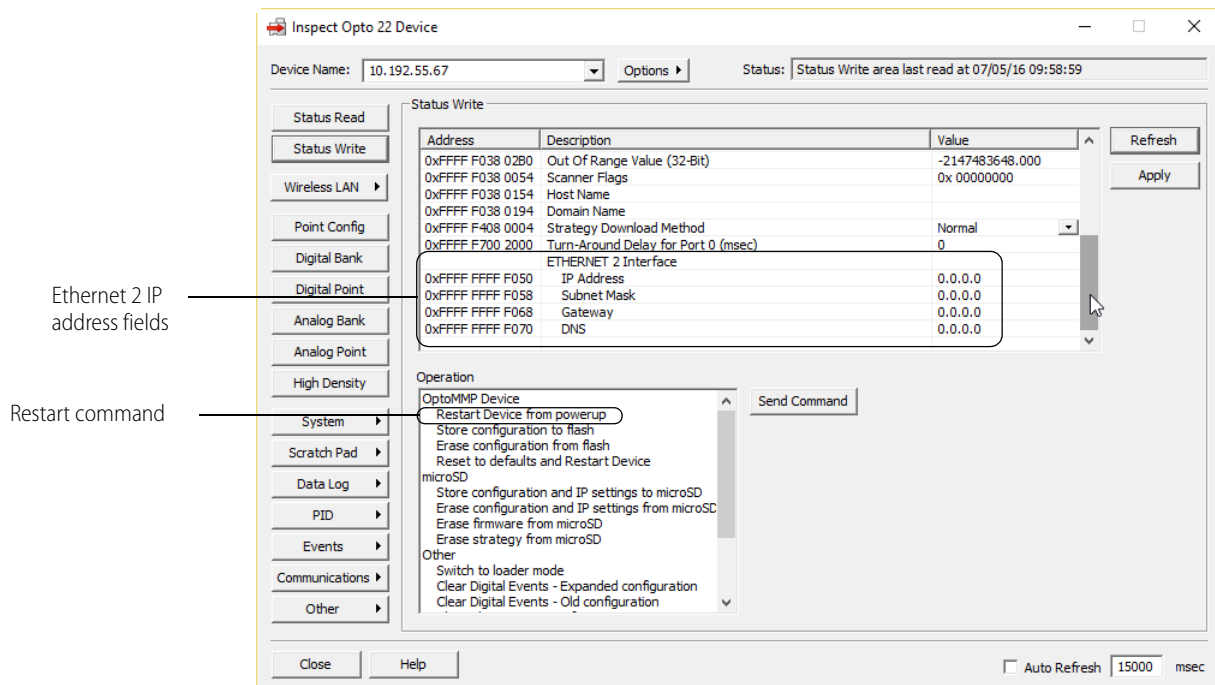 Inspect Opto 22 Device
Device Name: 10.192.55.67 Options Status: Status Write area last read at 07/05/16 09:58:59
Status Read
Status Write
Wireless LAN
Point Config
Digital Bank
Digital Point
Analog Bank
Analog Point
High Density
System
Scratch Pad
Data Log
PID
Events
Communications
Other
Status Write
Address Description Value
0xFFFF F038 02B0 Out Of Range Value (32-Bit) -2147483648.000
0xFFFF F038 0054 Scanner Flags 0x 00000000
0xFFFF F038 0154 Host Name
0xFFFF F038 0194 Domain Name
0xFFFF F408 0004 Strategy Download Method Normal
0xFFFF F700 2000 Turn-Around Delay for Port 0 (msec) 0
ETHERNET 2 Interface
0xFFFF FFFF F050 IP Address 0.0.0.0
0xFFFF FFFF F058 Subnet Mask 0.0.0.0
0xFFFF FFFF F068 Gateway 0.0.0.0
0xFFFF FFFF F070 DNS 0.0.0.0
Refresh
Apply
Ethernet 2 IP
address fields
Operation
OptoMMP Device
Restart Device from powerup
Store configuration to flash
Erase configuration from flash
Reset to defaults and Restart Device
microSD
Store configuration and IP settings to microSD
Erase configuration and IP settings from microSD
Erase firmware from microSD
Erase strategy from microSD
Other
Switch to loader mode
Clear Digital Events - Expanded configuration
Clear Digital Events - Old configuration
Send Command
Restart command
Close Help Auto Refresh 15000 msec